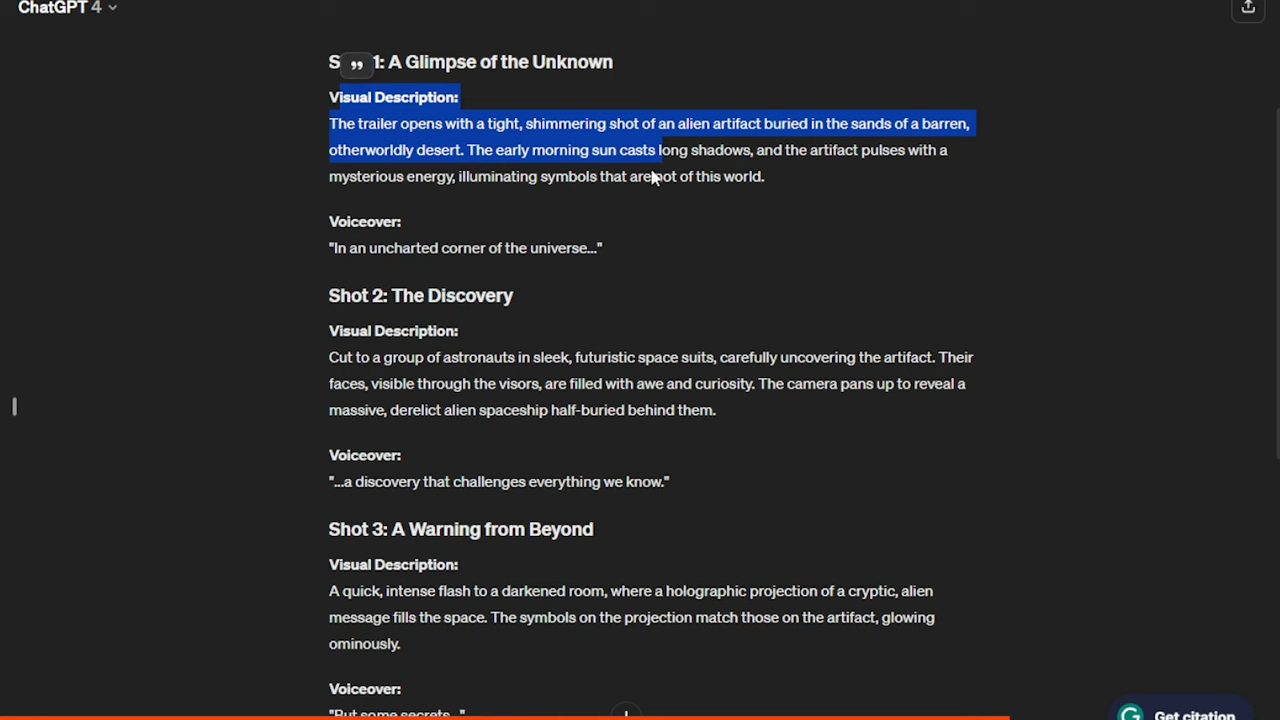 ChatGPT 4
S 1: A Glimpse of the Unknown
Visual Description:
The trailer opens with a tight, shimmering shot of an alien artifact buried in the sands of a barren,
otherworldly desert. The early morning sun casts long shadows, and the artifact pulses with a
mysterious energy, illuminating symbols that are not of this world.
Voiceover:
"In an uncharted corner of the universe..."
Shot 2: The Discovery
Visual Description:
Cut to a group of astronauts in sleek, futuristic space suits, carefully uncovering the artifact. Their
faces, visible through the visors, are filled with awe and curiosity. The camera pans up to reveal a
massive, derelict alien spaceship half-buried behind them.
Voiceover:
"...a discovery that challenges everything we know."
Shot 3: A Warning from Beyond
Visual Description:
A quick, intense flash to a darkened room, where a holographic projection of a cryptic, alien
message fills the space. The symbols on the projection match those on the artifact, glowing
ominously.
Voiceover:
"But some secrets..."
Get citation